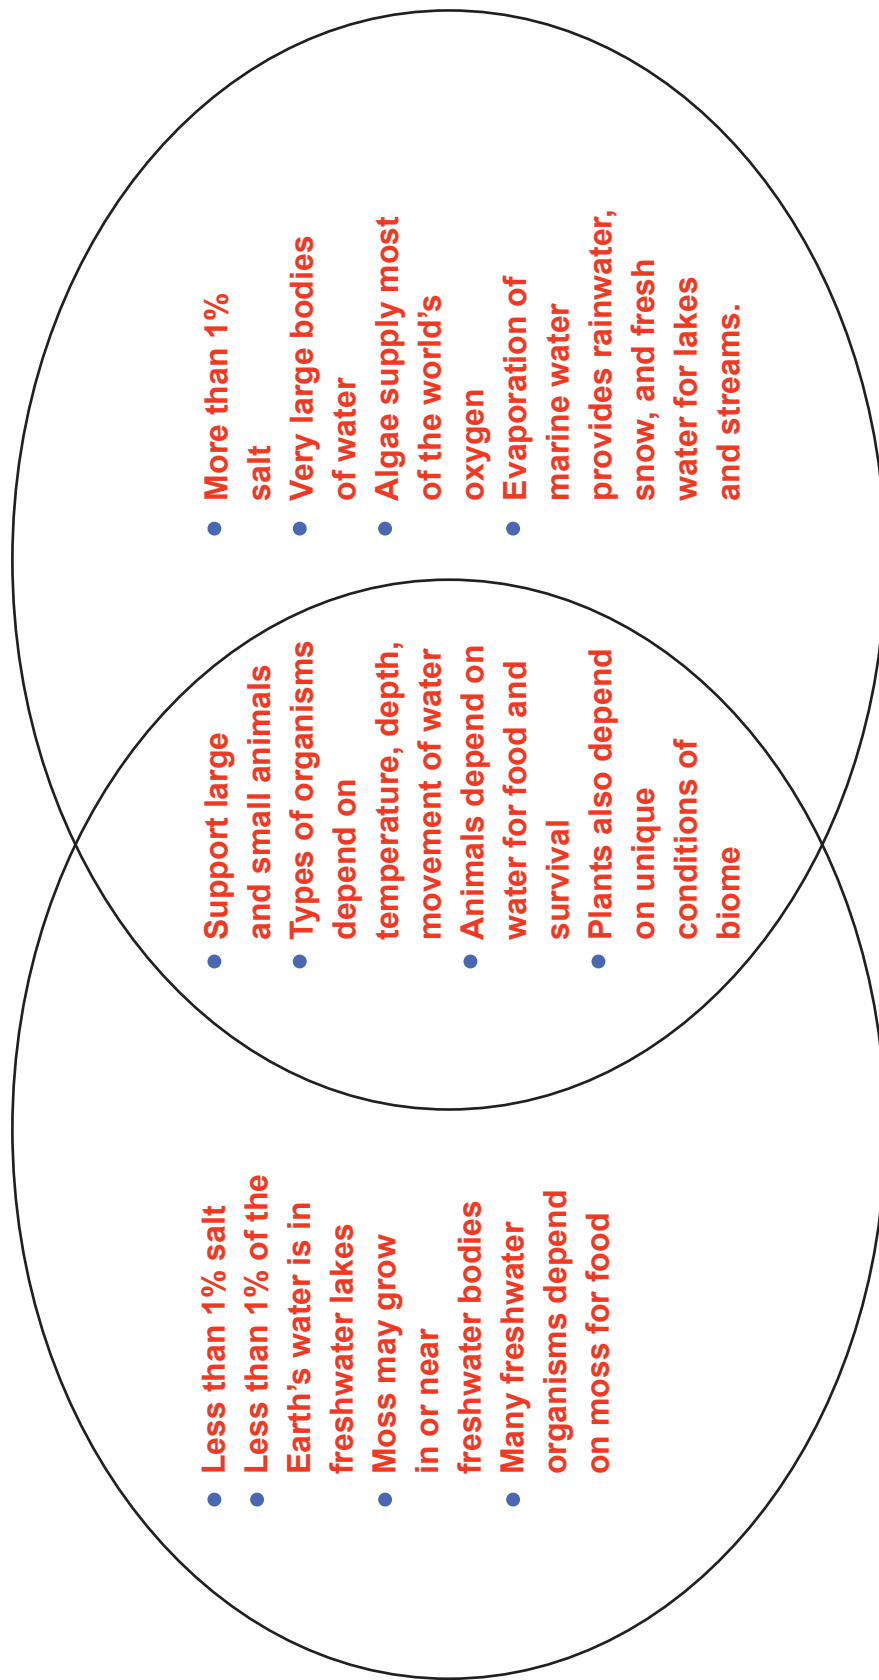 • Less than 1% salt
• Less than 1% of the
Earth’s water is in
freshwater lakes
• Moss may grow
in or near
freshwater bodies
• Many freshwater
organisms depend
on moss for food
• Support large
and small animals
• Types of organisms
depend on
temperature, depth,
movement of water
• Animals depend on
water for food and
survival
• Plants also depend
on unique
conditions of
biome
• More than 1%
salt
• Very large bodies
of water
• Algae supply most
of the world’s
oxygen
• Evaporation of
marine water
provides rainwater,
snow, and fresh
water for lakes
and streams.